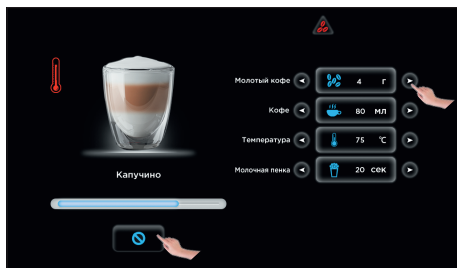 Молотый кофе 4 г
Кофе 80 мл
Температура 75 °C
Молочная пенка 20 сек
Капучино